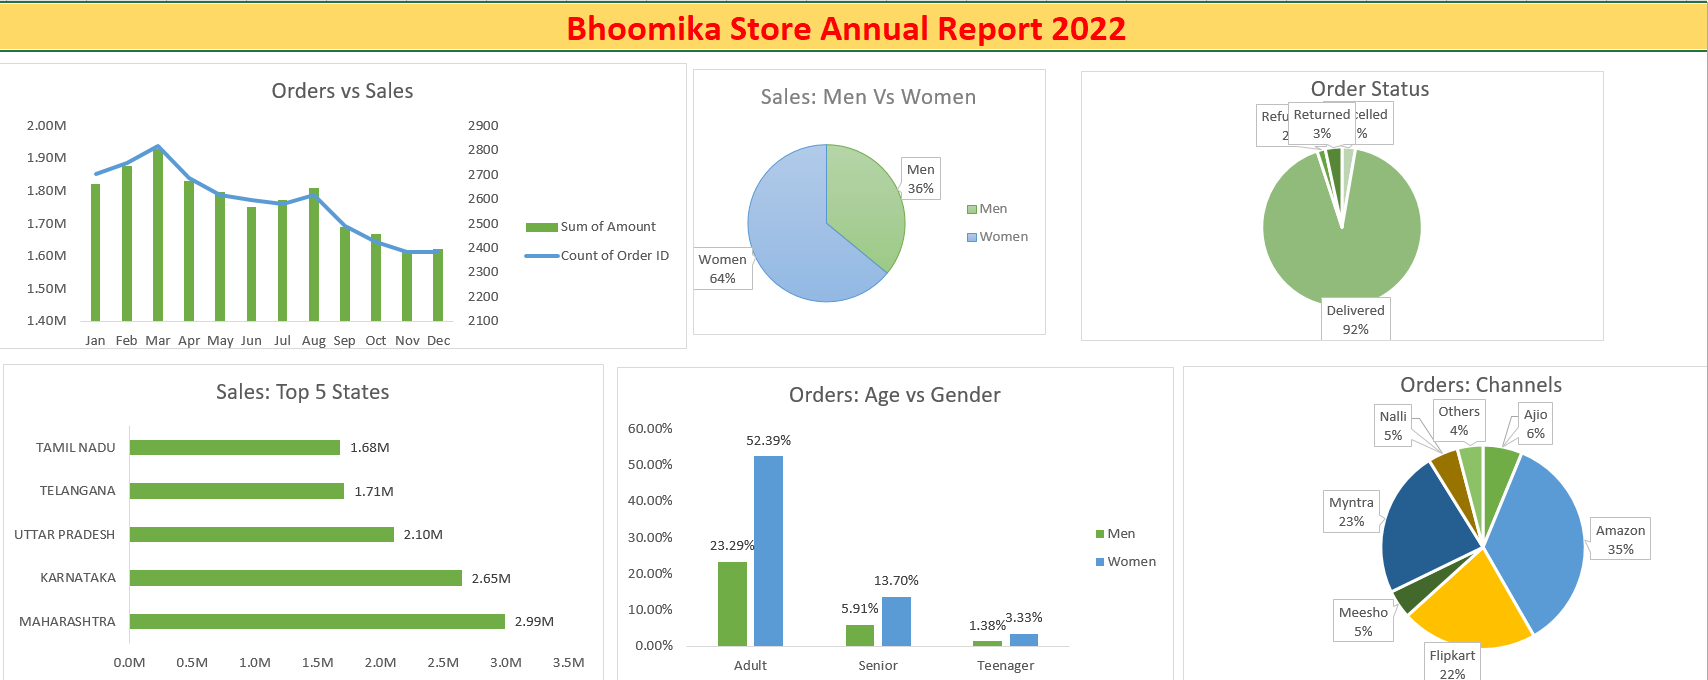 Bhoomika Store Annual Report 2022
Orders vs Sales
2.00M
1.90M
1.80M
1.70M
1.60M
1.50M
1.40M
2900
2800
2700
2600
2500
2400
2300
2200
2100
Jan Feb Mar Apr May Jun Jul Aug Sep Oct Nov Dec
Sum of Amount
Count of Order ID
Sales: Men Vs Women
Men
36%
Women
64%
Men
Women
Order Status
Returned
3%
Delivered
92%
Sales: Top 5 States
TAMIL NADU
1.68M
TELANGANA
1.71M
UTTAR PRADESH
2.10M
KARNATAKA
2.65M
MAHARASHTRA
2.99M
0.0M 0.5M 1.0M 1.5M 2.0M 2.5M 3.0M 3.5M
Orders: Age vs Gender
60.00%
50.00%
40.00%
30.00%
20.00%
10.00%
0.00%
23.29%
52.39%
5.91%
13.70%
1.38%
3.33%
Adult Senior Teenager
Men
Women
Orders: Channels
Nalli
5%
Others
4%
Ajio
6%
Myntra
23%
Amazon
35%
Meesho
5%
Flipkart
22%